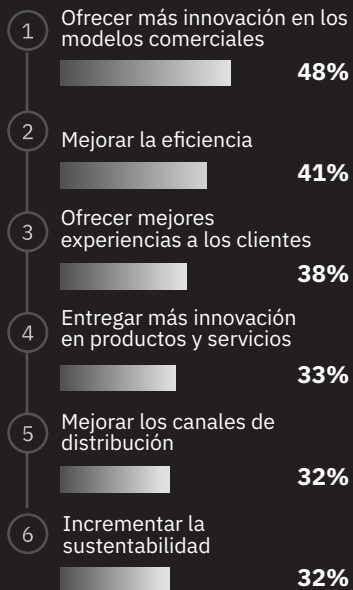 1
Ofrecer más innovación en los
modelos comerciales
48%
2
Mejorar la eficiencia
41%
3
Ofrecer mejores
experiencias a los clientes
38%
4
Entregar más innovación
en productos y servicios
33%
5
Mejorar los canales de
distribución
32%
6
Incrementar la
sustentabilidad
32%